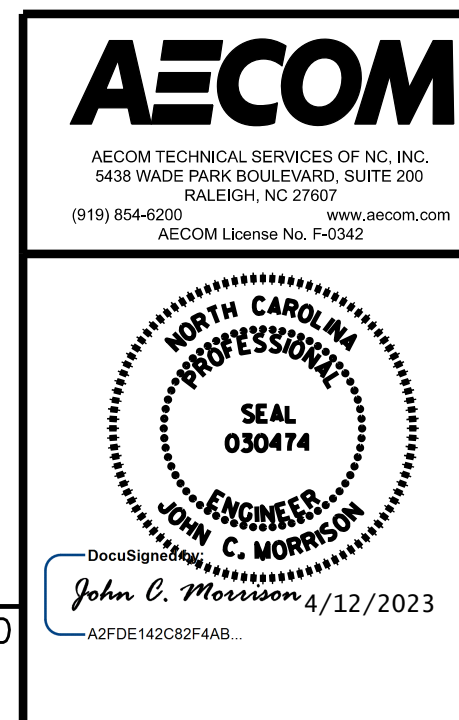 AECOM
AECOM TECHNICAL SERVICES OF NC, INC.
5438 WADE PARK BOULEVARD, SUITE 200
RALEIGH, NC 27607
(919) 854-6200 www.aecom.com
AECOM License No. F-0342
NORTH CAROLINA
PROFESSIONAL
SEAL
030474
ENGINEER
JOHN C. MORRISON
DocuSigned by:
John C. Morrison 4/12/2023
A2FDE142C82F4AB...